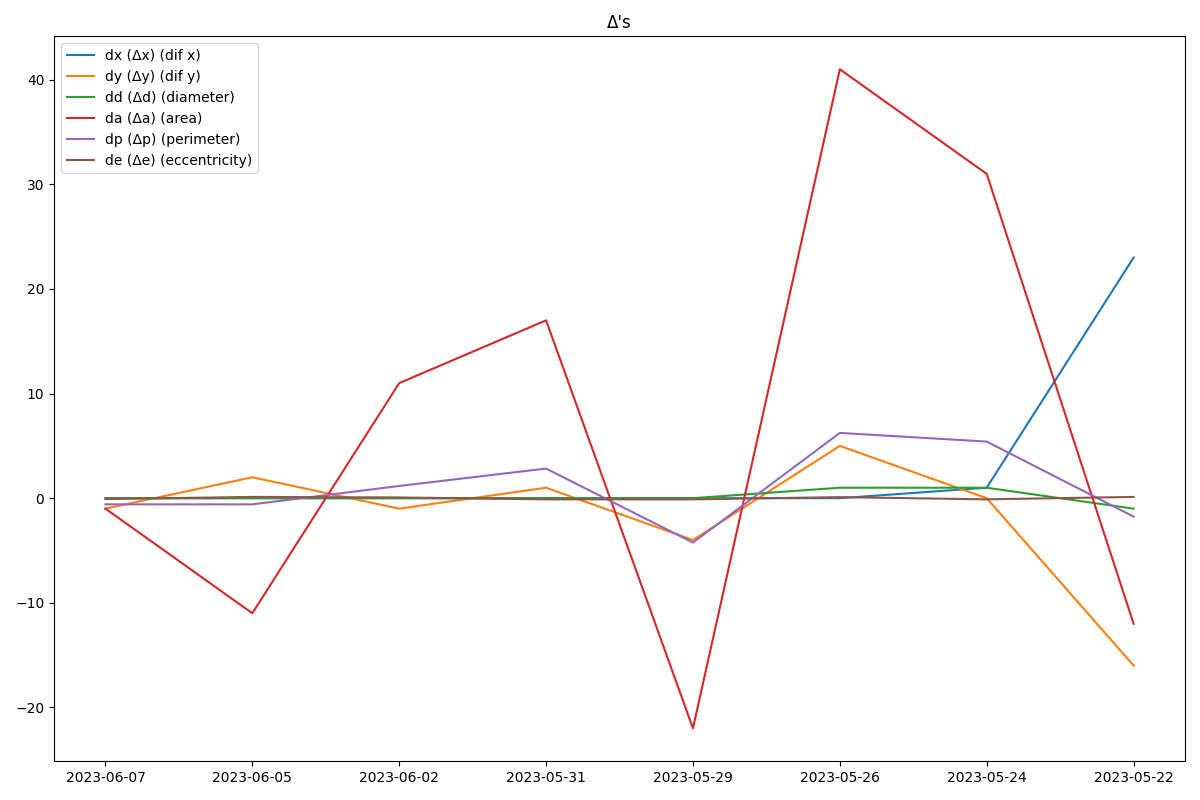 Δ's
dx (Δx) (dif x)
dy (Δy) (dif y)
dd (Δd) (diameter)
da (Δa) (area)
dp (Δp) (perimeter)
de (Δe) (eccentricity)
40
30
20
10
0
−10
−20
2023-06-07 2023-06-05 2023-06-02 2023-05-31 2023-05-29 2023-05-26 2023-05-24 2023-05-22